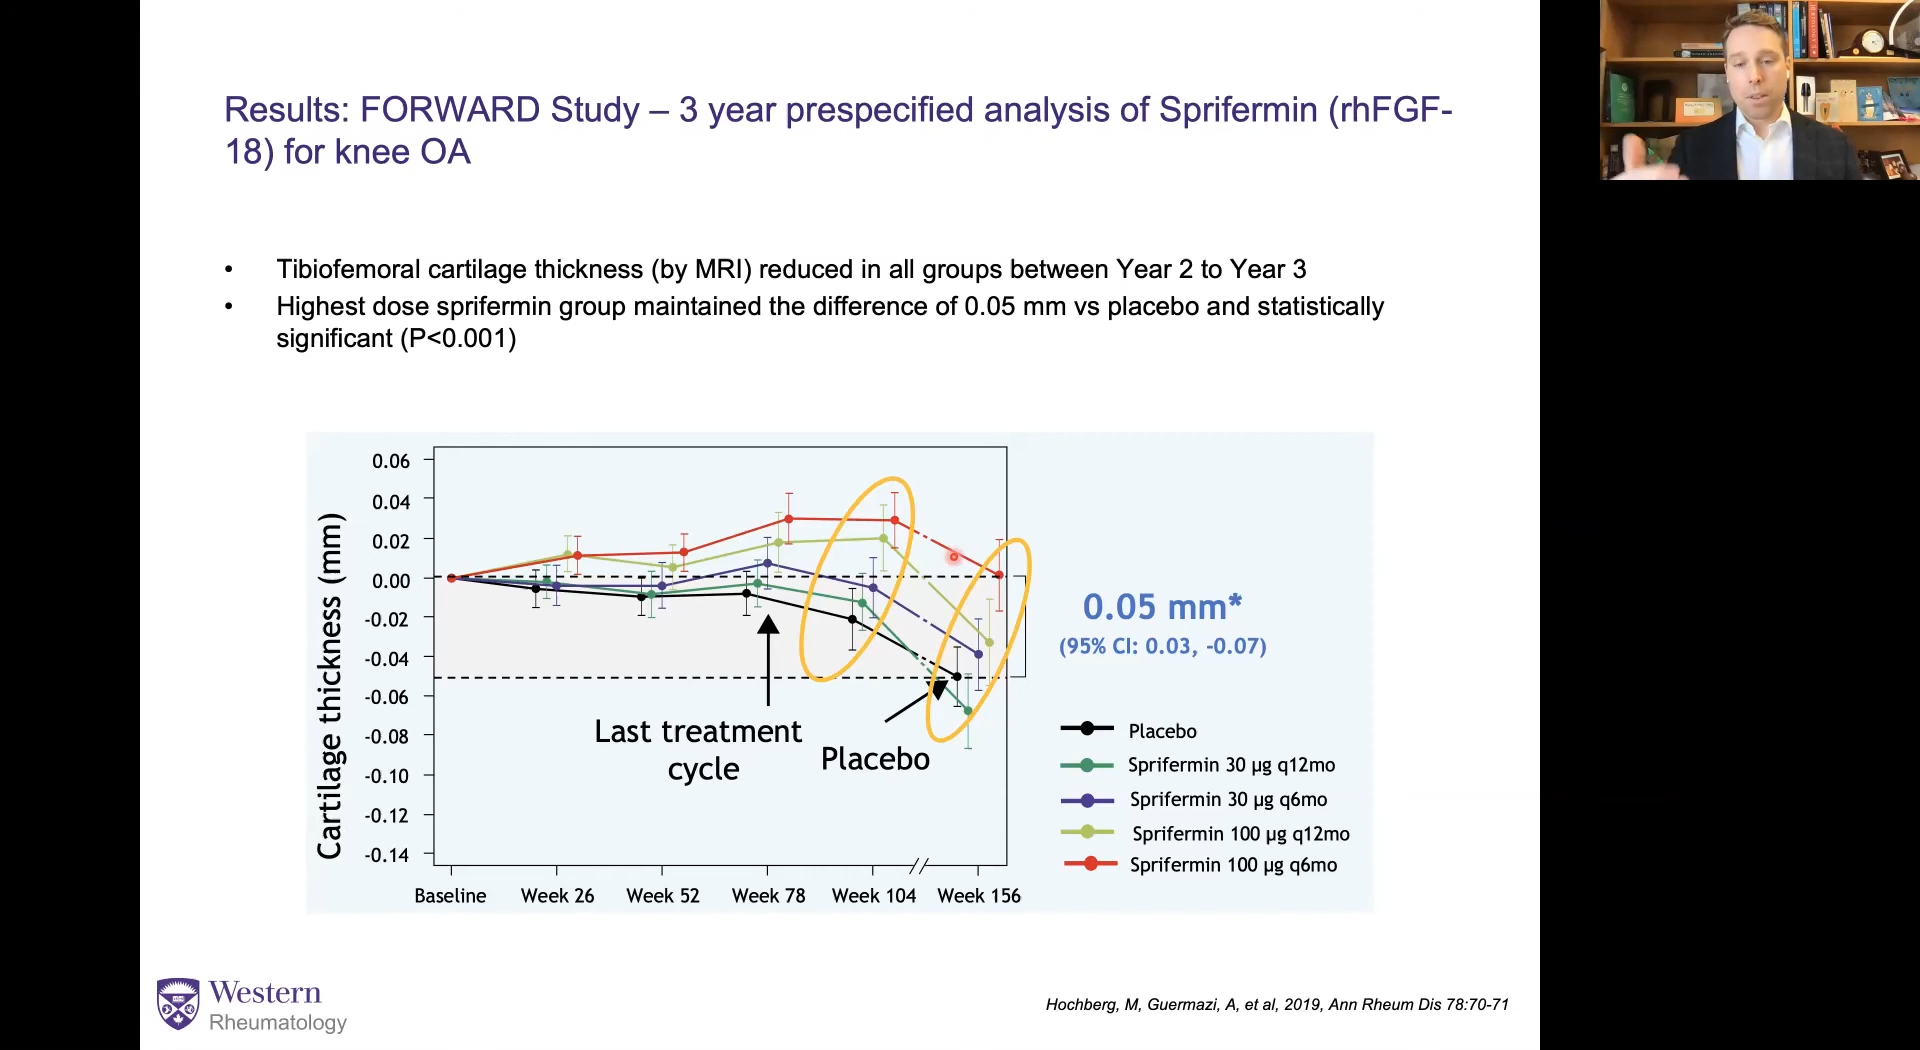 Results: FORWARD Study – 3 year prespecified analysis of Sprifermin (rhFGF-
18) for knee OA
• Tibiofemoral cartilage thickness (by MRI) reduced in all groups between Year 2 to Year 3
• Highest dose sprifermin group maintained the difference of 0.05 mm vs placebo and statistically
significant (P<0.001)
Cartilage thickness (mm)
0.06
0.04
0.02
0.00
-0.02
-0.04
-0.06
-0.08
-0.10
-0.12
-0.14
Last treatment
cycle
Placebo
Baseline
Week 26
Week 52
Week 78
Week 104
Week 156
0.05 mm*
(95% CI: 0.03, -0.07)
Placebo
Sprifermin 30 µg q12mo
Sprifermin 30 µg q6mo
Sprifermin 100 µg q12mo
Sprifermin 100 µg q6mo
Western
Rheumatology
Hochberg, M, Guermazi, A, et al, 2019, Ann Rheum Dis 78:70-71